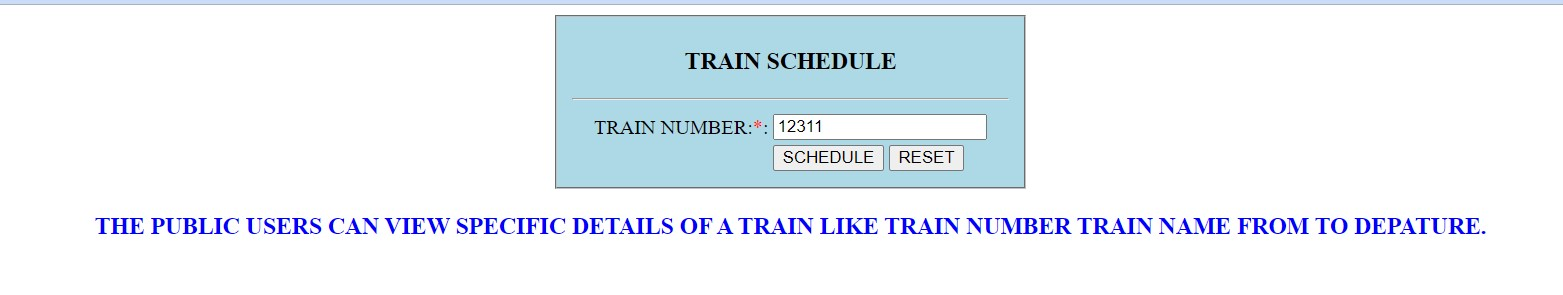 TRAIN SCHEDULE
TRAIN NUMBER:*: 12311
SCHEDULE RESET
THE PUBLIC USERS CAN VIEW SPECIFIC DETAILS OF A TRAIN LIKE TRAIN NUMBER TRAIN NAME FROM TO DEPATURE.